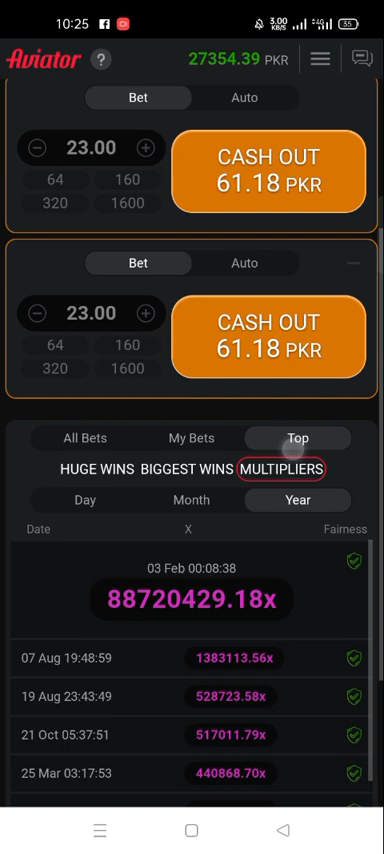 10:25 3.00 KB/S 4G 35
Aviator ? 27354.39 PKR
Bet Auto
23.00
64 160
320 1600
CASH OUT
61.18 PKR
Bet Auto
23.00
64 160
320 1600
CASH OUT
61.18 PKR
All Bets My Bets Top
HUGE WINS BIGGEST WINS MULTIPLIERS
Day Month Year
Date X Fairness
03 Feb 00:08:38
88720429.18x
07 Aug 19:48:59 1383113.56x
19 Aug 23:43:49 528723.58x
21 Oct 05:37:51 517011.79x
25 Mar 03:17:53 440868.70x